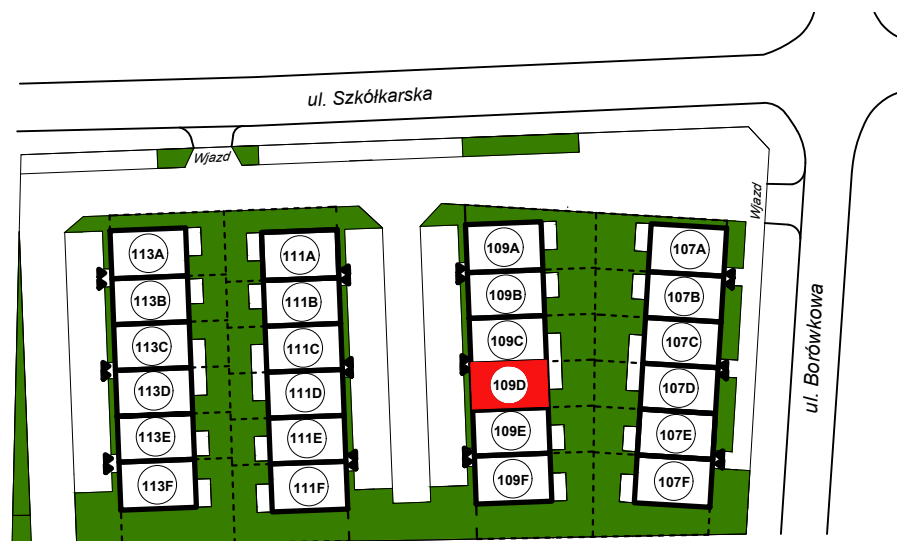 ul. Szkółkarska
Wjazd
Wjazd
ul. Borówkowa
113A
113B
113C
113D
113E
113F
111A
111B
111C
111D
111E
111F
109A
109B
109C
109D
109E
109F
107A
107B
107C
107D
107E
107F